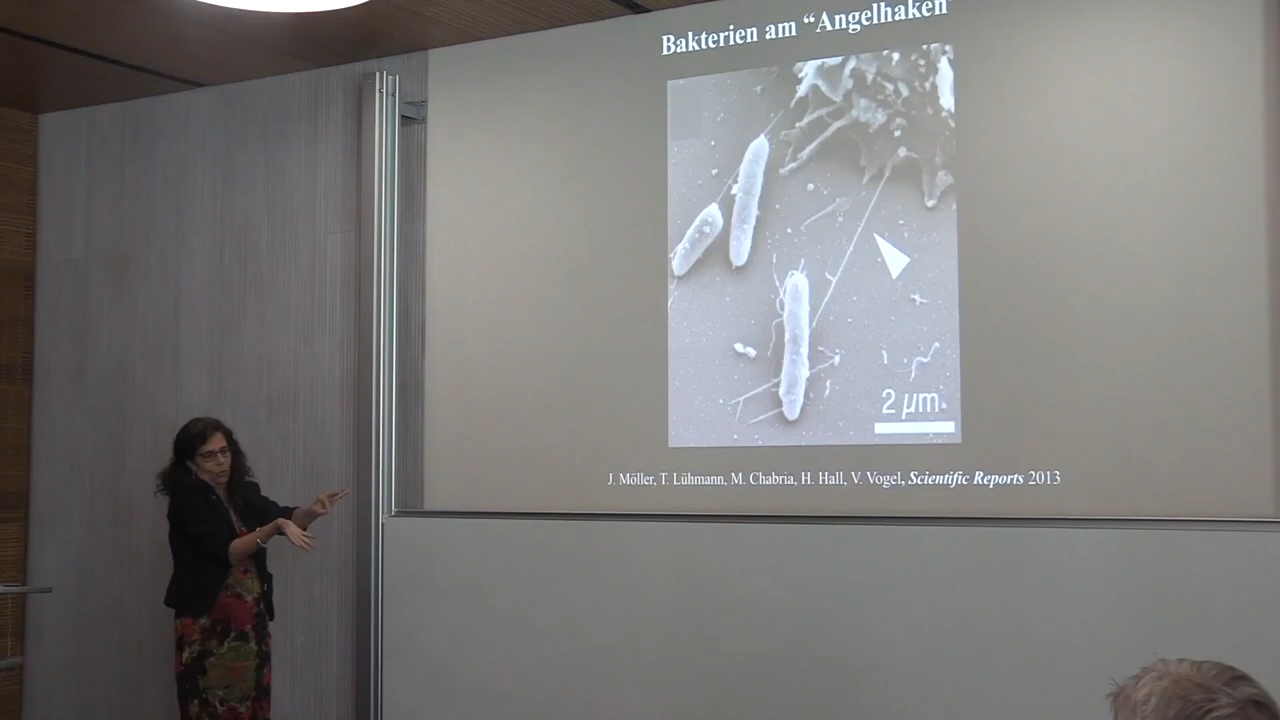 Bakterien am “Angelhaken”
2 µm
J. Möller, T. Lühmann, M. Chabria, H. Hall, V. Vogel, Scientific Reports 2013